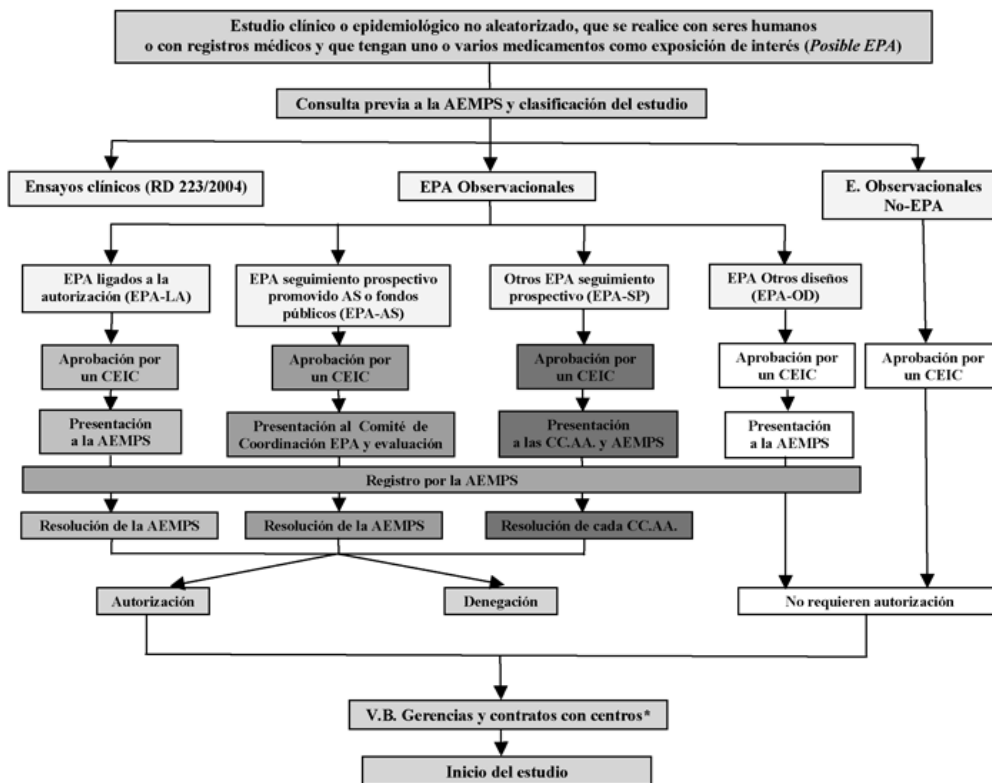 Estudio clínico o epidemiológico no aleatorizado, que se realice con seres humanos
o con registros médicos y que tengan uno o varios medicamentos como exposición de interés (Posible EPA)
Consulta previa a la AEMPS y clasificación del estudio
Ensayos clínicos (RD 223/2004)
EPA Observacionales
E. Observacionales
No-EPA
EPA ligados a la
autorización (EPA-LA)
EPA seguimiento prospectivo
promovido AS o fondos
públicos (EPA-AS)
Otros EPA seguimiento
prospectivo (EPA-SP)
EPA Otros diseños
(EPA-OD)
Aprobación por
un CEIC
Aprobación por
un CEIC
Aprobación por
un CEIC
Aprobación por
un CEIC
Aprobación por
un CEIC
Presentación
a la AEMPS
Presentación al Comité de
Coordinación EPA y evaluación
Presentación
a las CC.AA. y AEMPS
Presentación
a la AEMPS
Registro por la AEMPS
Resolución de la AEMPS
Resolución de la AEMPS
Resolución de cada CC.AA.
Autorización
Denegación
No requieren autorización
V.B. Gerencias y contratos con centros*
Inicio del estudio